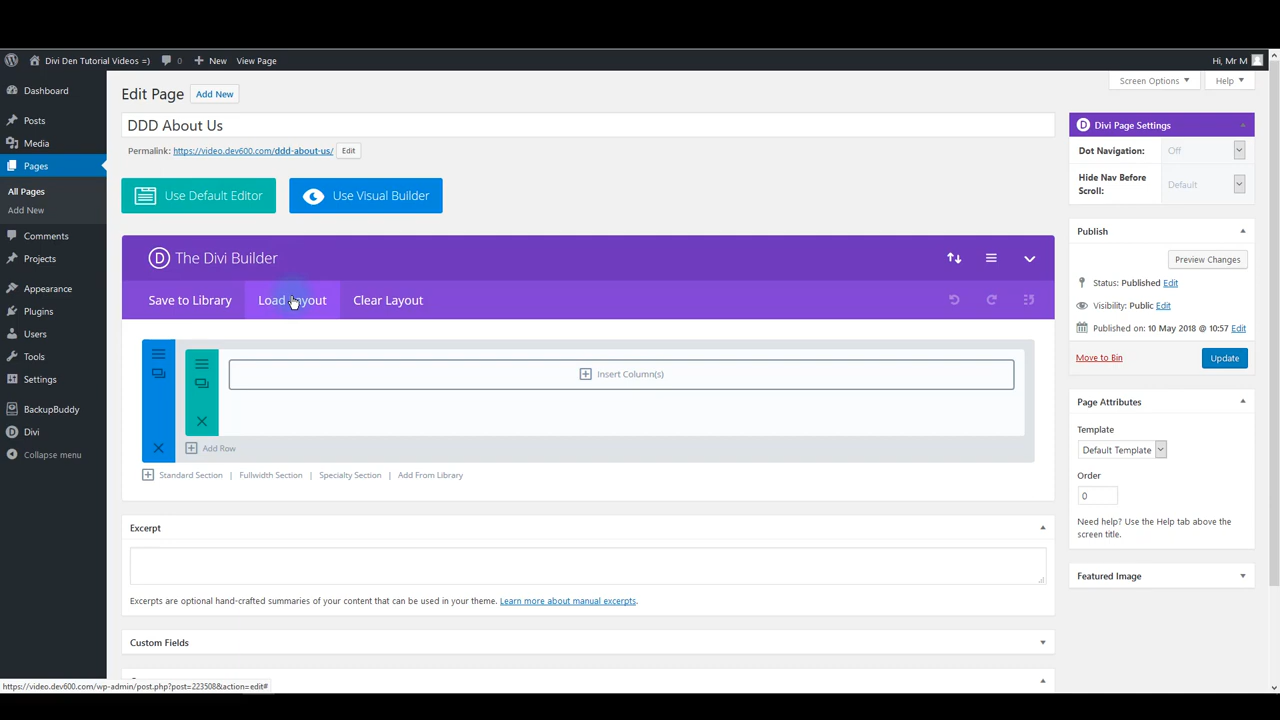 Divi Den Tutorial Videos =) 0 New View Page Hi, Mr M
Screen Options Help
Dashboard
Posts
Media
Pages
All Pages
Add New
Comments
Projects
Appearance
Plugins
Users
Tools
Settings
BackupBuddy
Divi
Collapse menu
Edit Page Add New
DDD About Us
Permalink: https://video.dev600.com/ddd-about-us/ Edit
Use Default Editor Use Visual Builder
D The Divi Builder
Save to Library Load Layout Clear Layout
Insert Column(s)
Add Row
Standard Section | Fullwidth Section | Specialty Section | Add From Library
Excerpt
Excerpts are optional hand-crafted summaries of your content that can be used in your theme. Learn more about manual excerpts.
Custom Fields
D Divi Page Settings
Dot Navigation: Off
Hide Nav Before Default
Scroll:
Publish
Preview Changes
Status: Published Edit
Visibility: Public Edit
Published on: 10 May 2018 @ 10:57 Edit
Move to Bin Update
Page Attributes
Template
Default Template
Order
0
Need help? Use the Help tab above the
screen title.
Featured Image
https://video.dev600.com/wp-admin/post.php?post=223508&action=edit#